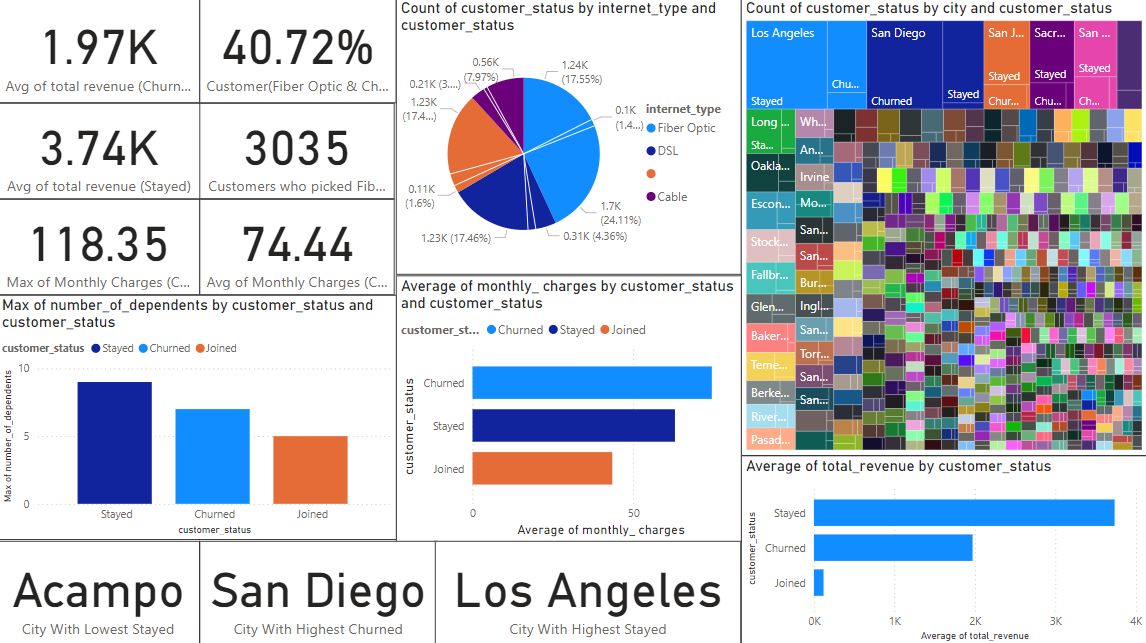 1.97K
Avg of total revenue (Churn...
40.72%
Customer(Fiber Optic & Ch...
3.74K
Avg of total revenue (Stayed)
3035
Customers who picked Fib...
118.35
Max of Monthly Charges (C...
74.44
Avg of Monthly Charges (C...
Max of number_of_dependents by customer_status and
customer_status
customer_status Stayed Churned Joined
Max of number_of_dependents
10
5
0
Stayed Churned Joined
customer_status
Count of customer_status by internet_type and
customer_status
0.56K
(7.97%)
1.24K
(17.55%)
0.21K (3....)
1.23K
(17.4...)
0.1K
(1.4...)
0.11K
(1.6%)
1.7K
(24.11%)
1.23K (17.46%)
0.31K (4.36%)
internet_type
Fiber Optic
DSL
Cable
Average of monthly_ charges by customer_status
and customer_status
customer_st... Churned Stayed Joined
customer_status
Churned
Stayed
Joined
0 50
Average of monthly_ charges
Count of customer_status by city and customer_status
Los Angeles
Stayed
Chu...
San Diego
Churned
Stayed
San J...
Stayed
Chur...
Sacr...
Stayed
Chu...
San ...
Stayed
Ch...
Long ...
Sta...
Oakla...
Escon...
Stock...
Fallbr...
Glen...
Baker...
Teme...
Berke...
River...
Pasad...
Wh...
An...
Irvine
Mo...
San...
San...
Bur...
Ingl...
San...
Torr...
San...
San...
Average of total_revenue by customer_status
customer_status
Stayed
Churned
Joined
0K 1K 2K 3K 4K
Average of total_revenue
Acampo
City With Lowest Stayed
San Diego
City With Highest Churned
Los Angeles
City With Highest Stayed